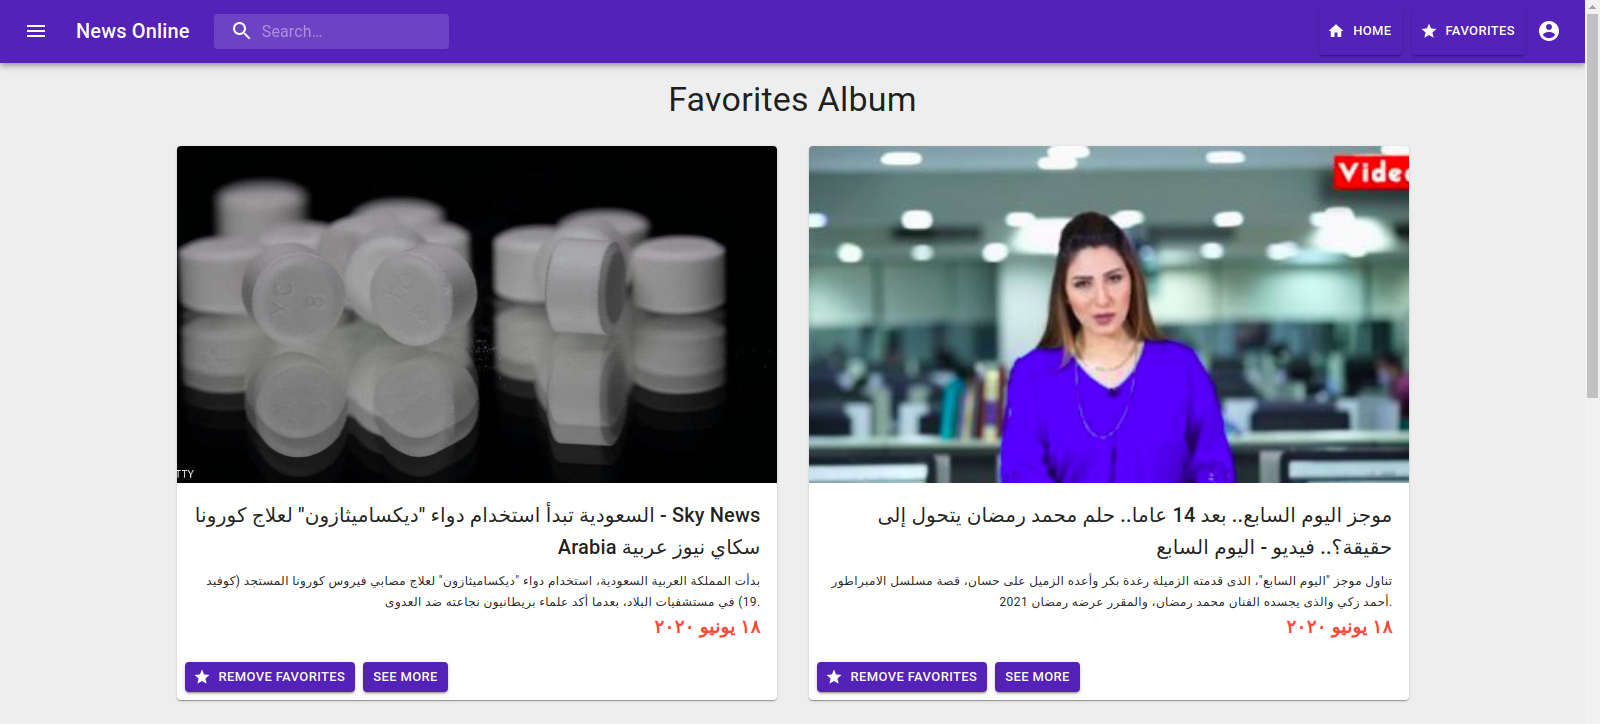 News Online
Search...
HOME
FAVORITES
Favorites Album
TTY
السعودية تبدأ استخدام دواء "ديكساميثازون" لعلاج كورونا - Sky News
Arabia سكاي نيوز عربية
بدأت المملكة العربية السعودية، استخدام دواء "ديكساميثازون" لعلاج مصابي فيروس كورونا المستجد (كوفيد
19) في مستشفيات البلاد، بعدما أكد علماء بريطانيون نجاعته ضد العدوى.
١٨ يونيو ٢٠٢٠
REMOVE FAVORITES
SEE MORE
Video
موجز اليوم السابع.. بعد 14 عاما.. حلم محمد رمضان يتحول إلى
حقيقة؟.. فيديو - اليوم السابع
تناول موجز "اليوم السابع"، الذى قدمته الزميلة رغدة بكر وأعده الزميل على حسان، قصة مسلسل الامبراطور
أحمد زكي والذى يجسده الفنان محمد رمضان، والمقرر عرضه رمضان 2021.
١٨ يونيو ٢٠٢٠
REMOVE FAVORITES
SEE MORE